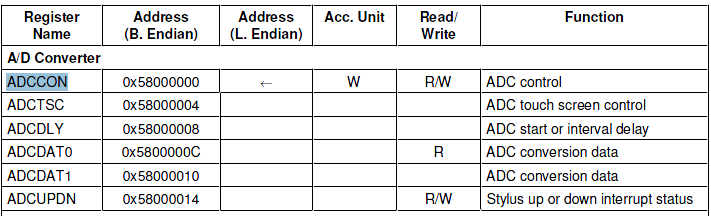 Register Name Address (B. Endian) Address (L. Endian) Acc. Unit Read/ Write Function
A/D Converter
ADCCON 0x58000000 ← W R/W ADC control
ADCTSC 0x58000004 ADC touch screen control
ADCDLY 0x58000008 ADC start or interval delay
ADCDAT0 0x5800000C R ADC conversion data
ADCDAT1 0x58000010 ADC conversion data
ADCUPDN 0x58000014 R/W Stylus up or down interrupt status